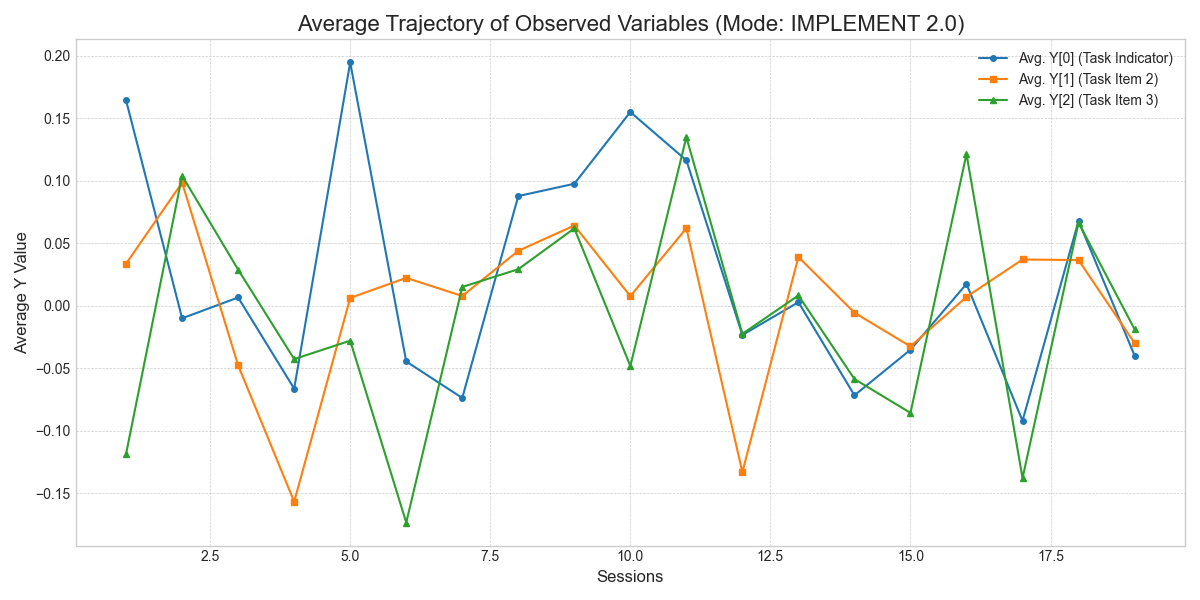 Average Trajectory of Observed Variables (Mode: IMPLEMENT 2.0)
Avg. Y[0] (Task Indicator)
Avg. Y[1] (Task Item 2)
Avg. Y[2] (Task Item 3)
Average Y Value
0.20
0.15
0.10
0.05
0.00
−0.05
−0.10
−0.15
2.5 5.0 7.5 10.0 12.5 15.0 17.5
Sessions